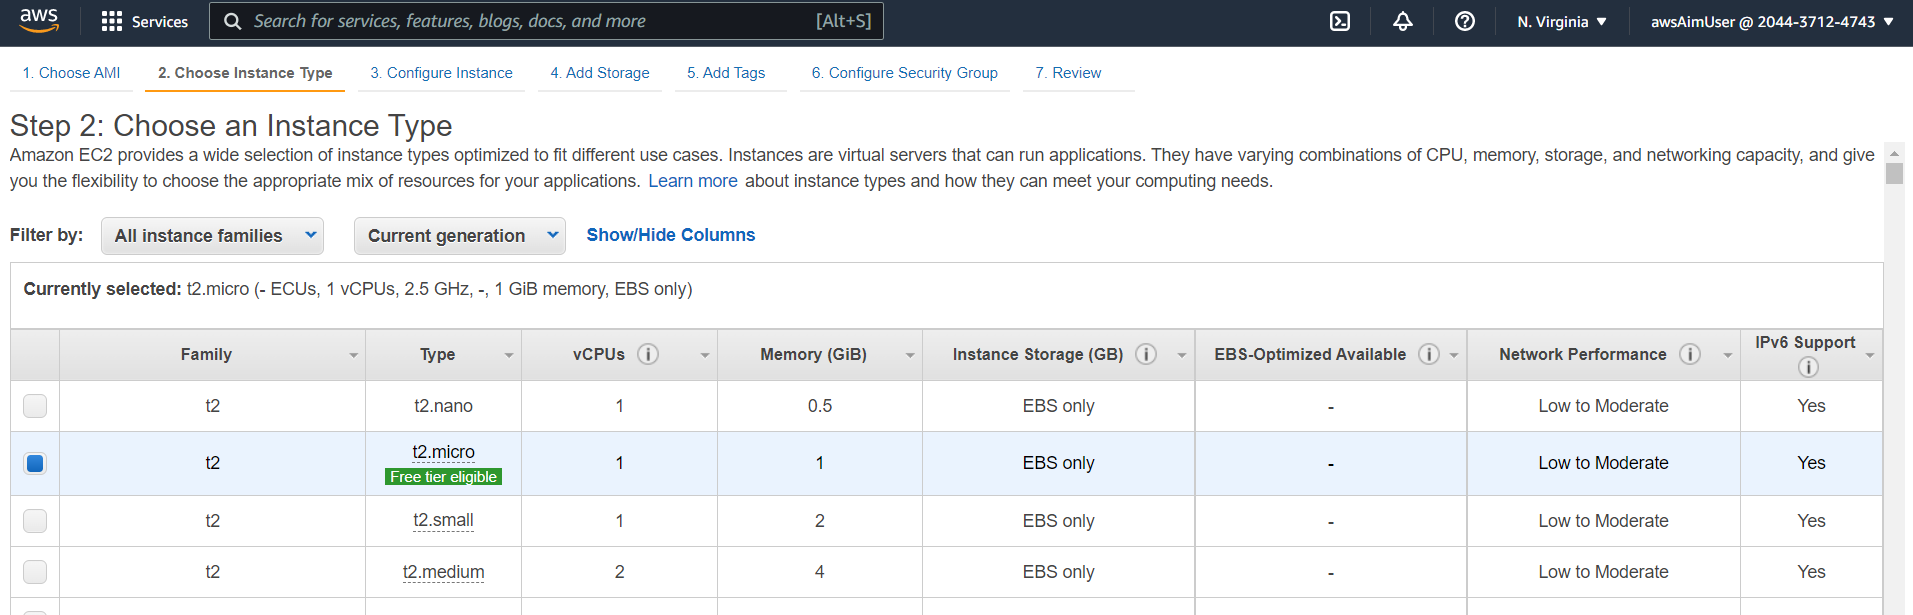 aws Services Search for services, features, blogs, docs, and more [Alt+S] N. Virginia awsAimUser @ 2044-3712-4743
1. Choose AMI 2. Choose Instance Type 3. Configure Instance 4. Add Storage 5. Add Tags 6. Configure Security Group 7. Review
Step 2: Choose an Instance Type
Amazon EC2 provides a wide selection of instance types optimized to fit different use cases. Instances are virtual servers that can run applications. They have varying combinations of CPU, memory, storage, and networking capacity, and give
you the flexibility to choose the appropriate mix of resources for your applications. Learn more about instance types and how they can meet your computing needs.
Filter by: All instance families Current generation Show/Hide Columns
Currently selected: t2.micro (- ECUs, 1 vCPUs, 2.5 GHz, -, 1 GiB memory, EBS only)
Family Type vCPUs Memory (GiB) Instance Storage (GB) EBS-Optimized Available Network Performance IPv6 Support
t2 t2.nano 1 0.5 EBS only - Low to Moderate Yes
t2 t2.micro 1 1 EBS only - Low to Moderate Yes
Free tier eligible
t2 t2.small 1 2 EBS only - Low to Moderate Yes
t2 t2.medium 2 4 EBS only - Low to Moderate Yes